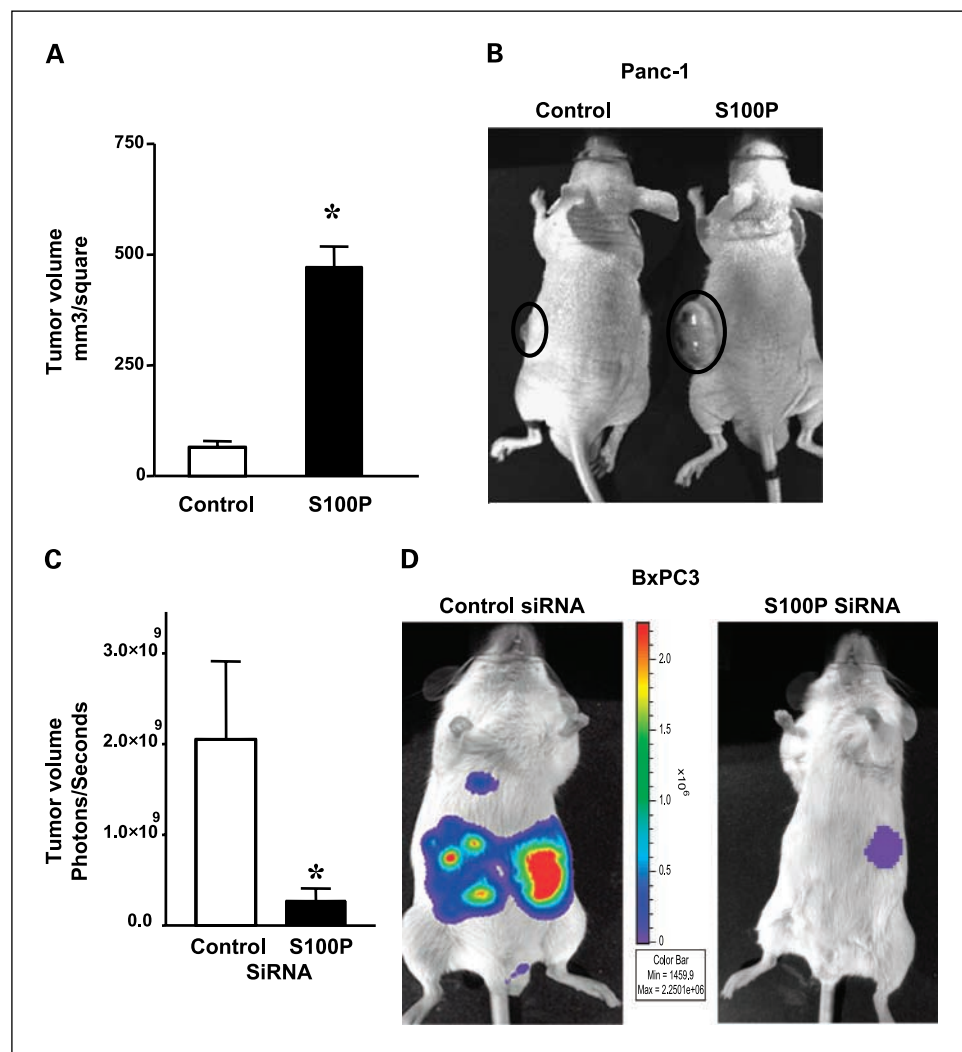 A
Tumor volume
mm3/square
750
500
250
0
*
Control
S100P
B
Panc-1
Control
S100P
C
Tumor volume
Photons/Seconds
3.0×10 9
2.0×10 9
1.0×10 9
0.0
*
Control
S100P
SiRNA
D
BxPC3
Control siRNA
S100P SiRNA
2.0
1.5
1.0
0.5
0
×10⁶
Color Bar
Min = 1459.9
Max = 2.2501e+06